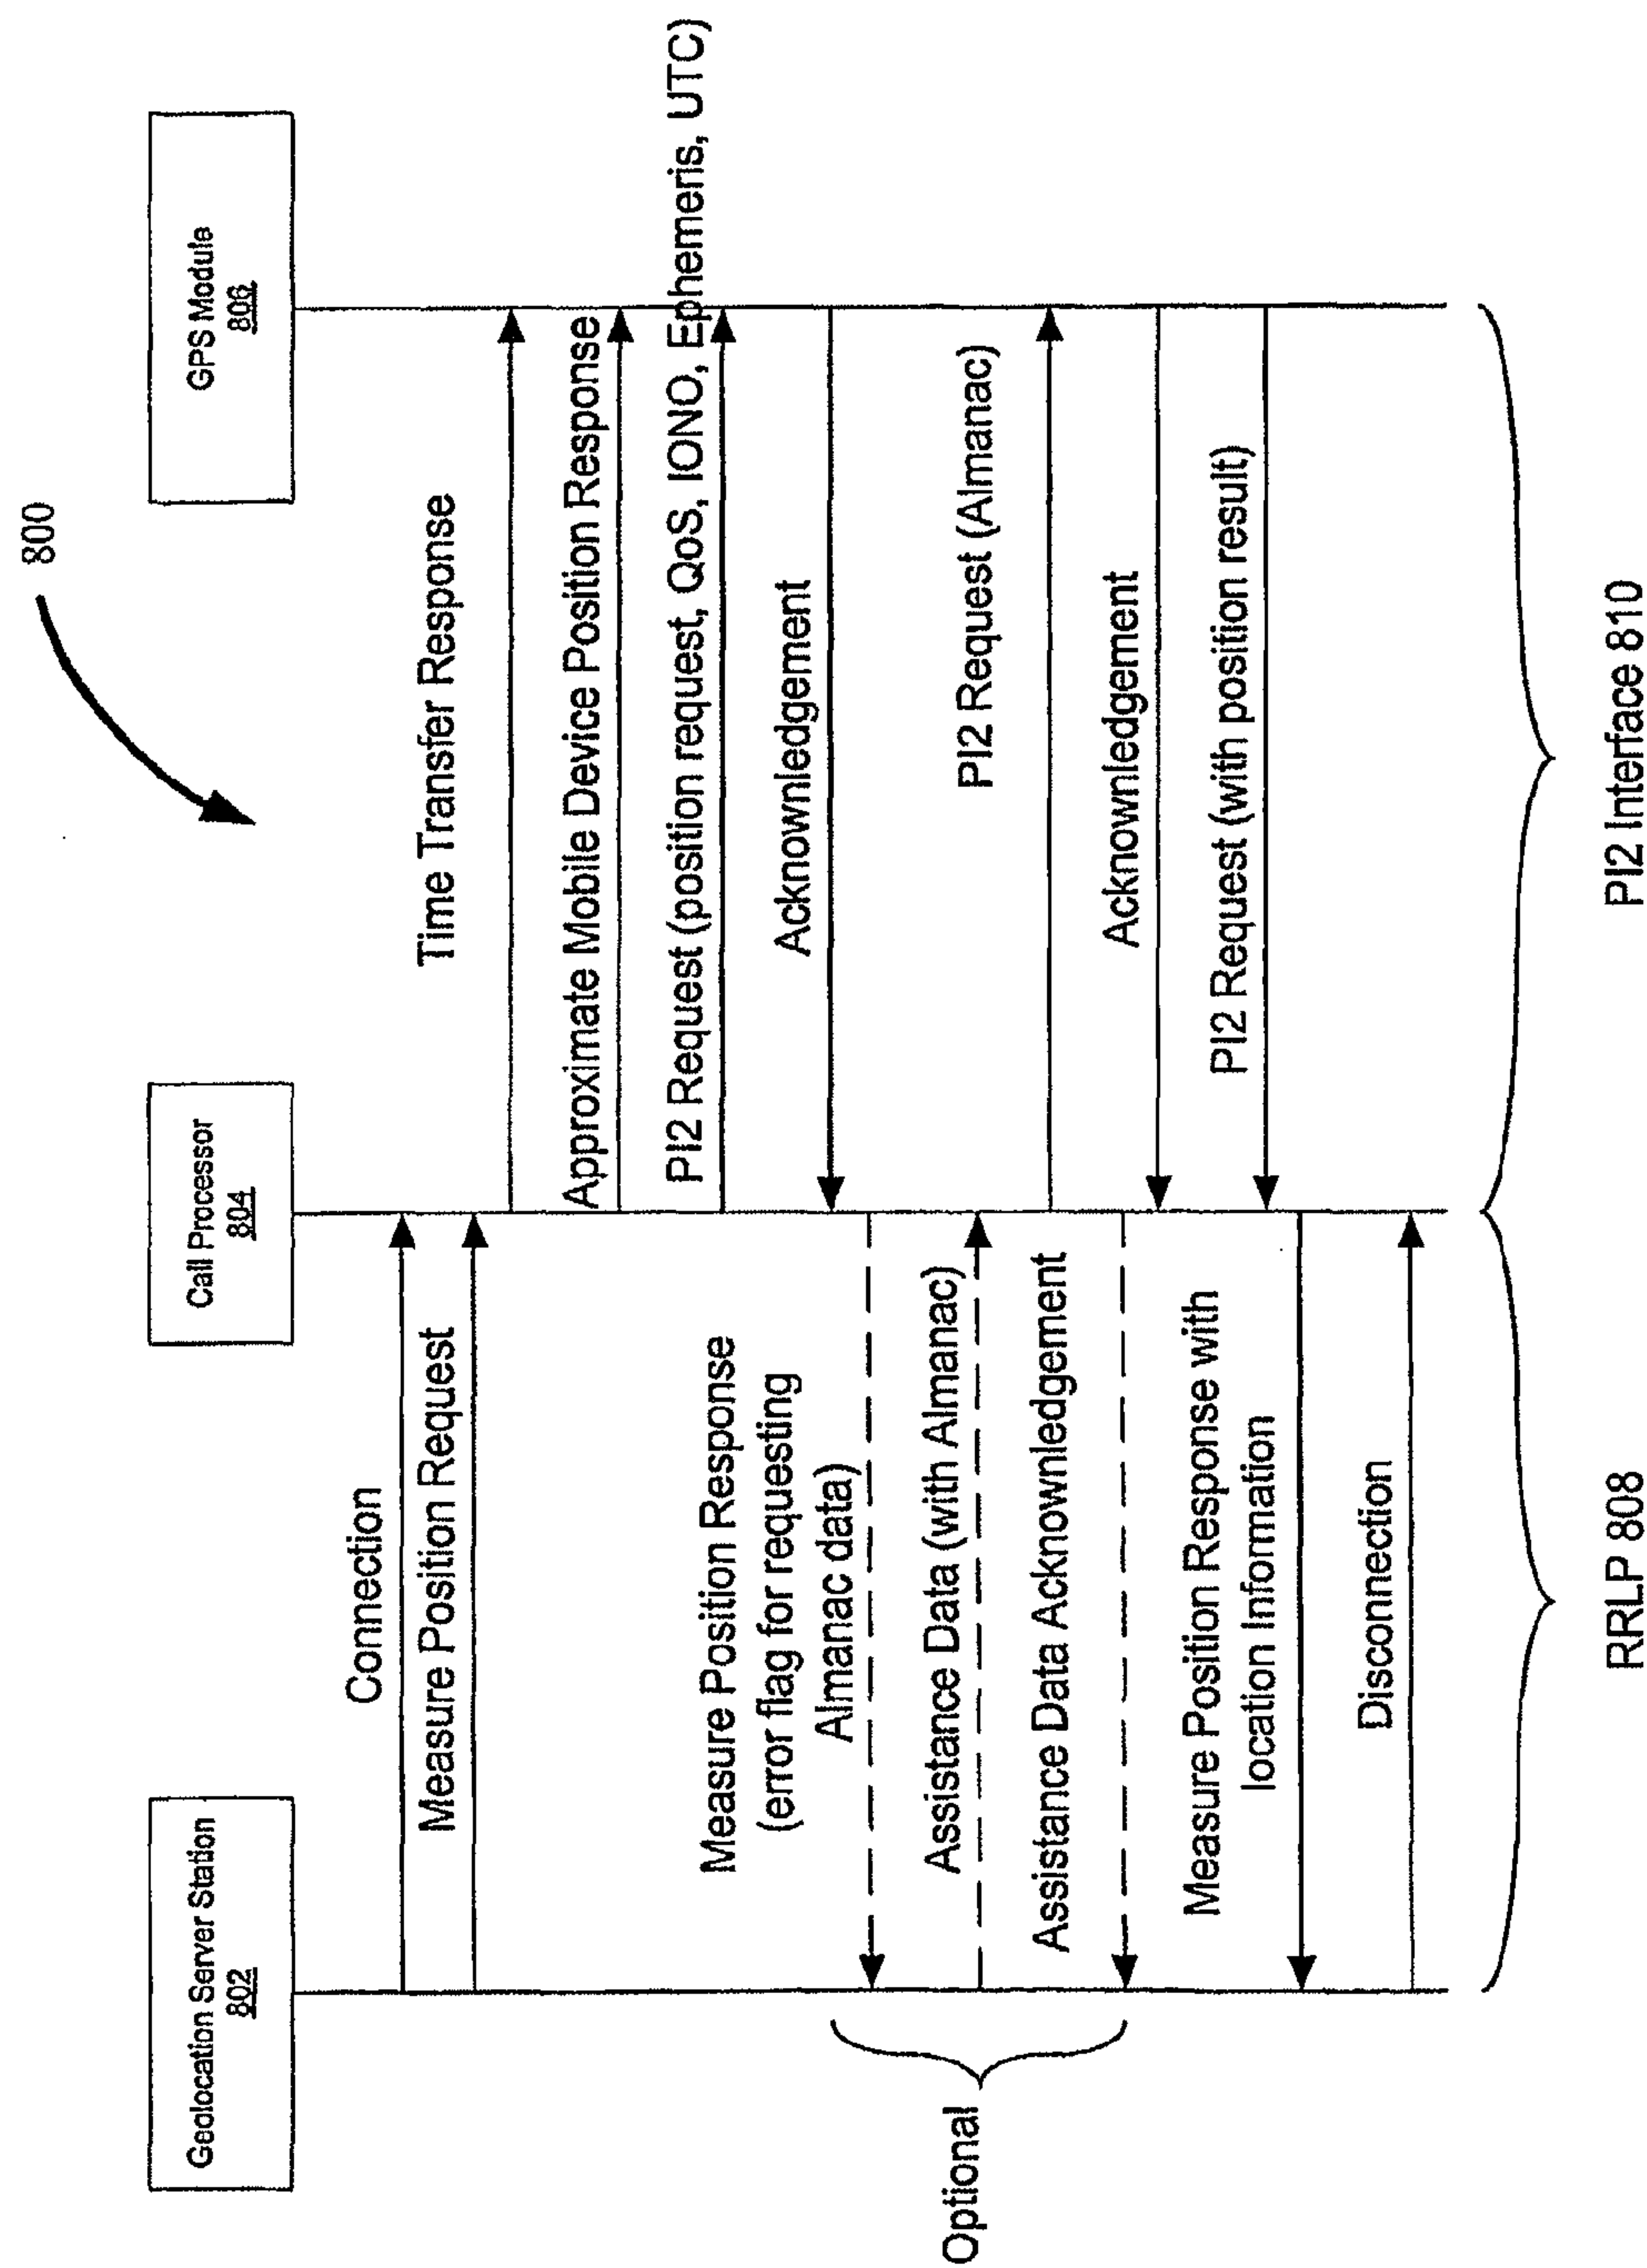 800
Geolocation Server Station
802
Call Processor
804
GPS Module
806
Connection
Measure Position Request
Time Transfer Response
Approximate Mobile Device Position Response
PI2 Request (position request, QoS, IONO, Ephemeris, UTC)
Acknowledgement
Measure Position Response
(error flag for requesting
Almanac data)
Optional
Assistance Data (with Almanac)
PI2 Request (Almanac)
Assistance Data Acknowledgement
Acknowledgement
PI2 Request (with position result)
Measure Position Response with
location Information
Disconnection
RRLP 808
PI2 Interface 810